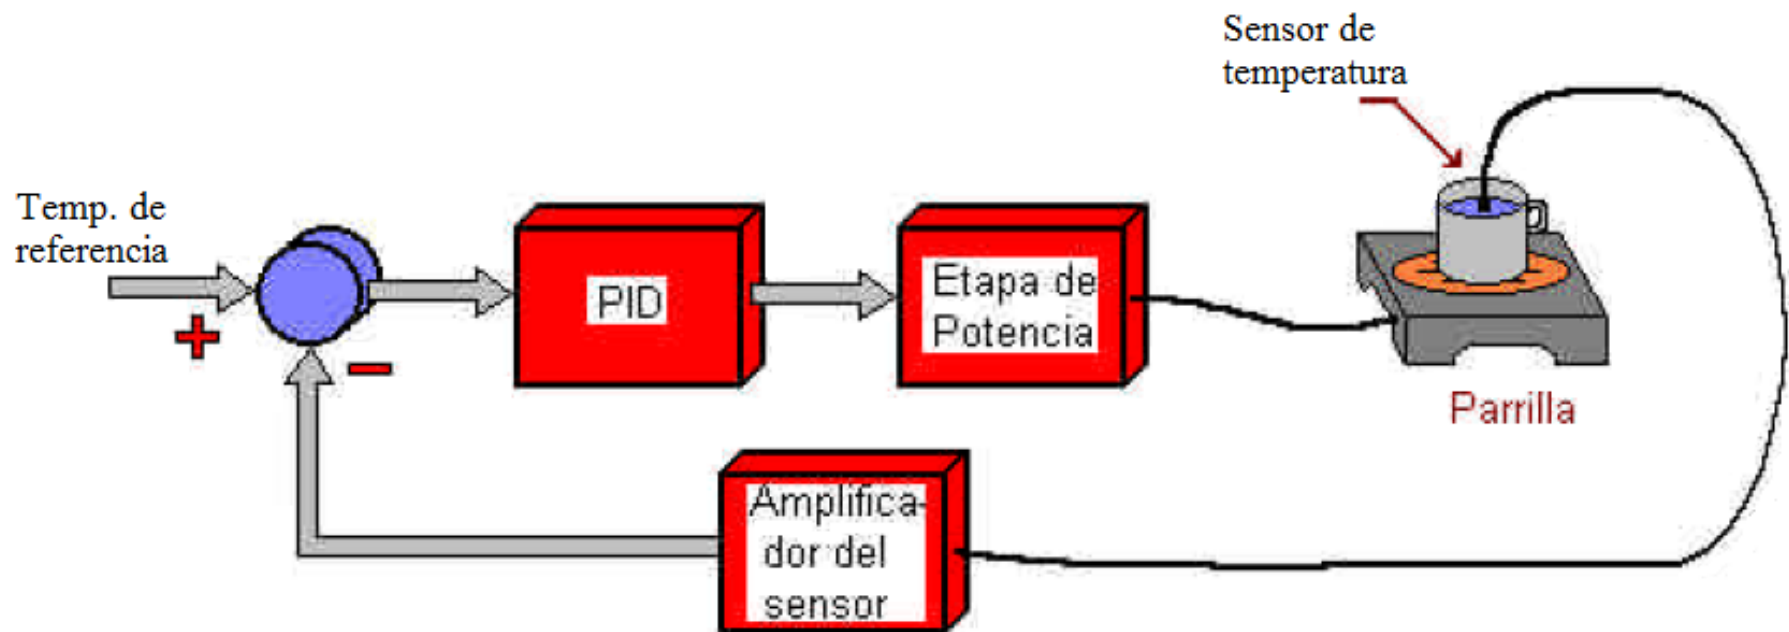 Sensor de
temperatura
Temp. de
referencia
+
PID
Etapa de
Potencia
−
Parrilla
Amplifica-
dor del
sensor